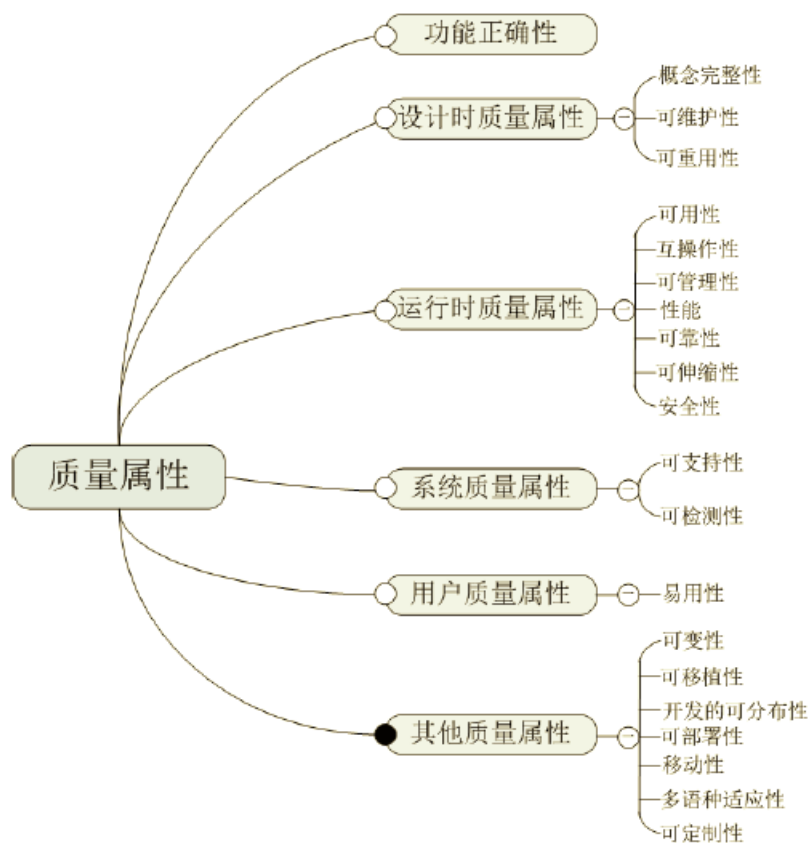 质量属性
功能正确性
设计时质量属性
概念完整性
可维护性
可重用性
运行时质量属性
可用性
互操作性
可管理性
性能
可靠性
可伸缩性
安全性
系统质量属性
可支持性
可检测性
用户质量属性
易用性
其他质量属性
可变性
可移植性
开发的可分布性
可部署性
移动性
多语种适应性
可定制性